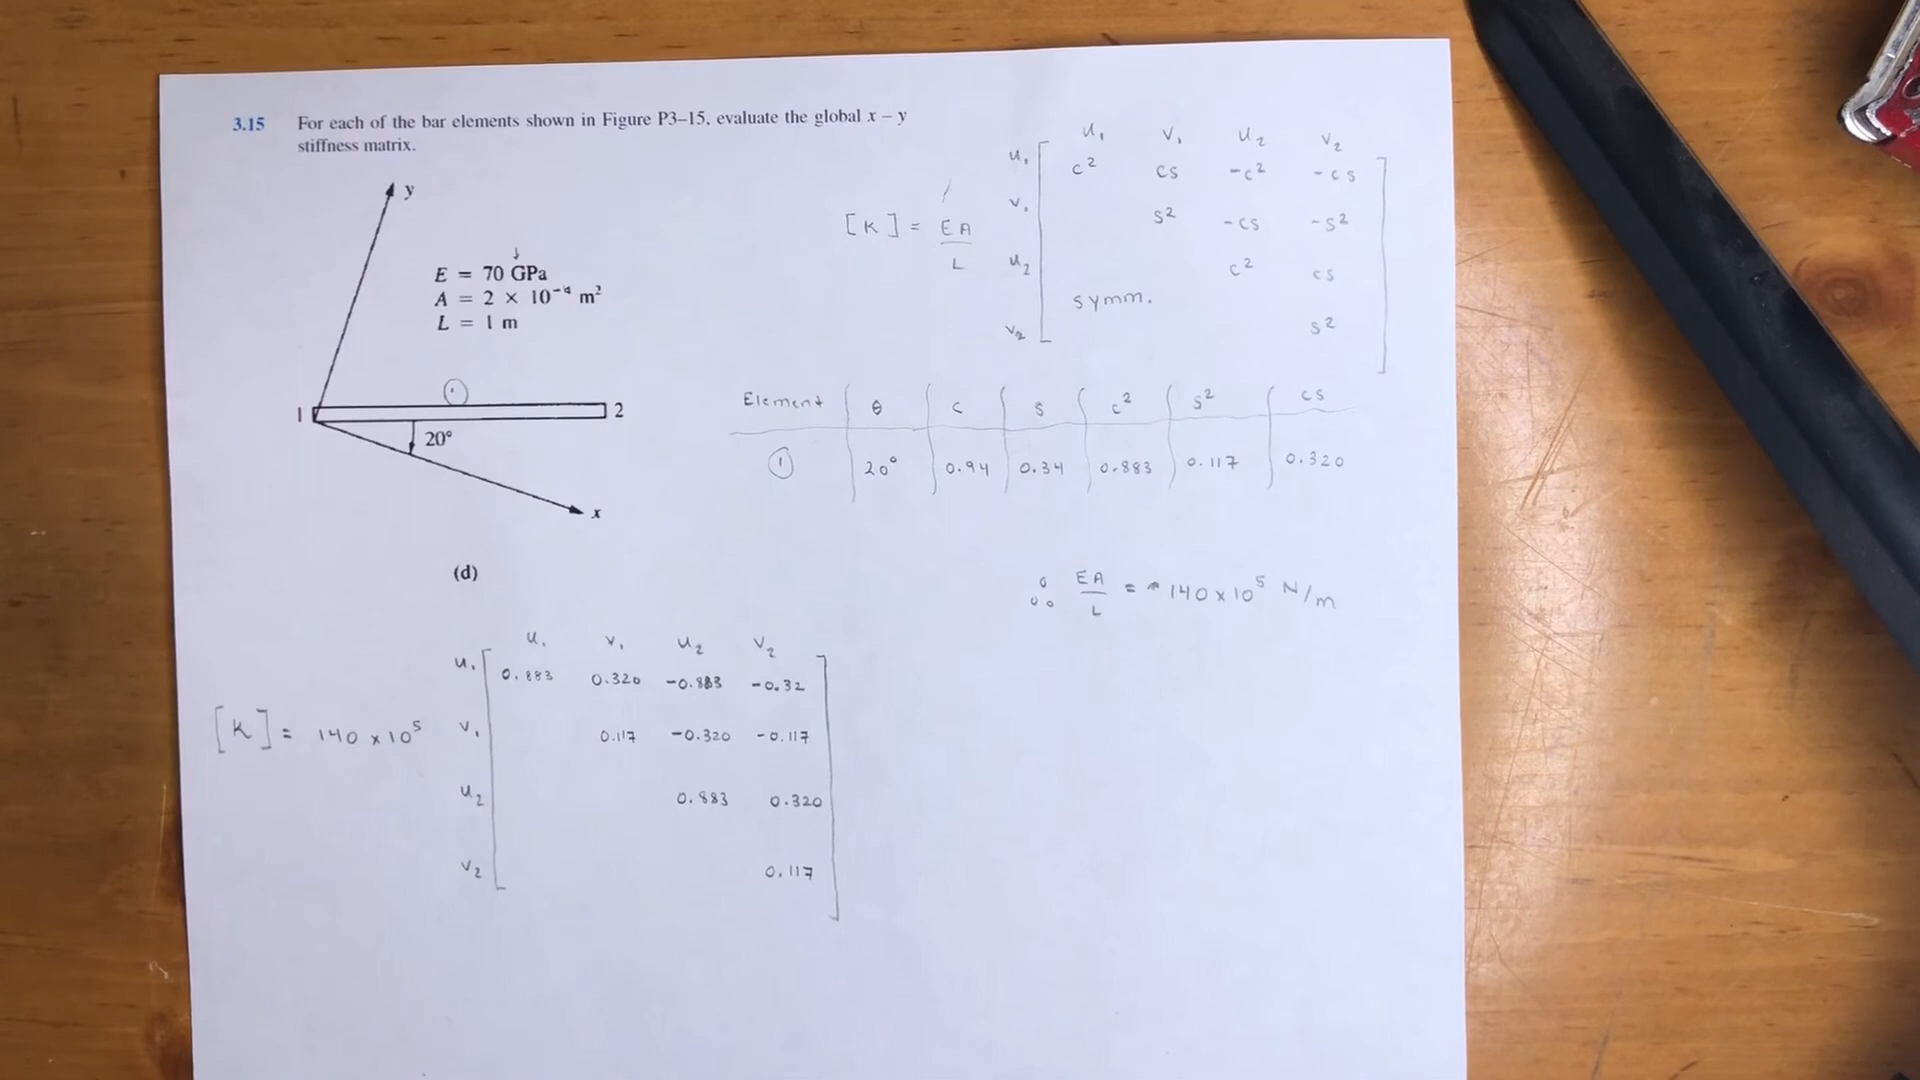 3.15 For each of the bar elements shown in Figure P3–15, evaluate the global x – y
stiffness matrix.
y
E = 70 GPa
A = 2 × 10⁻⁴ m²
L = 1 m
1
①
2
20°
x
(d)
u₁ v₁ u₂ v₂
u₁ c² cs -c² -cs
v₁ s² -cs -s²
[K] = EA/L
u₂ c² cs
symm.
v₂ s²
Element θ c s c² s² cs
① 20° 0.94 0.34 0.883 0.117 0.320
∴ EA/L = 140 x 10⁵ N/m
u₁ v₁ u₂ v₂
u₁ 0.883 0.320 -0.883 -0.32
[K] = 140 x 10⁵ v₁ 0.117 -0.320 -0.117
u₂ 0.883 0.320
v₂ 0.117